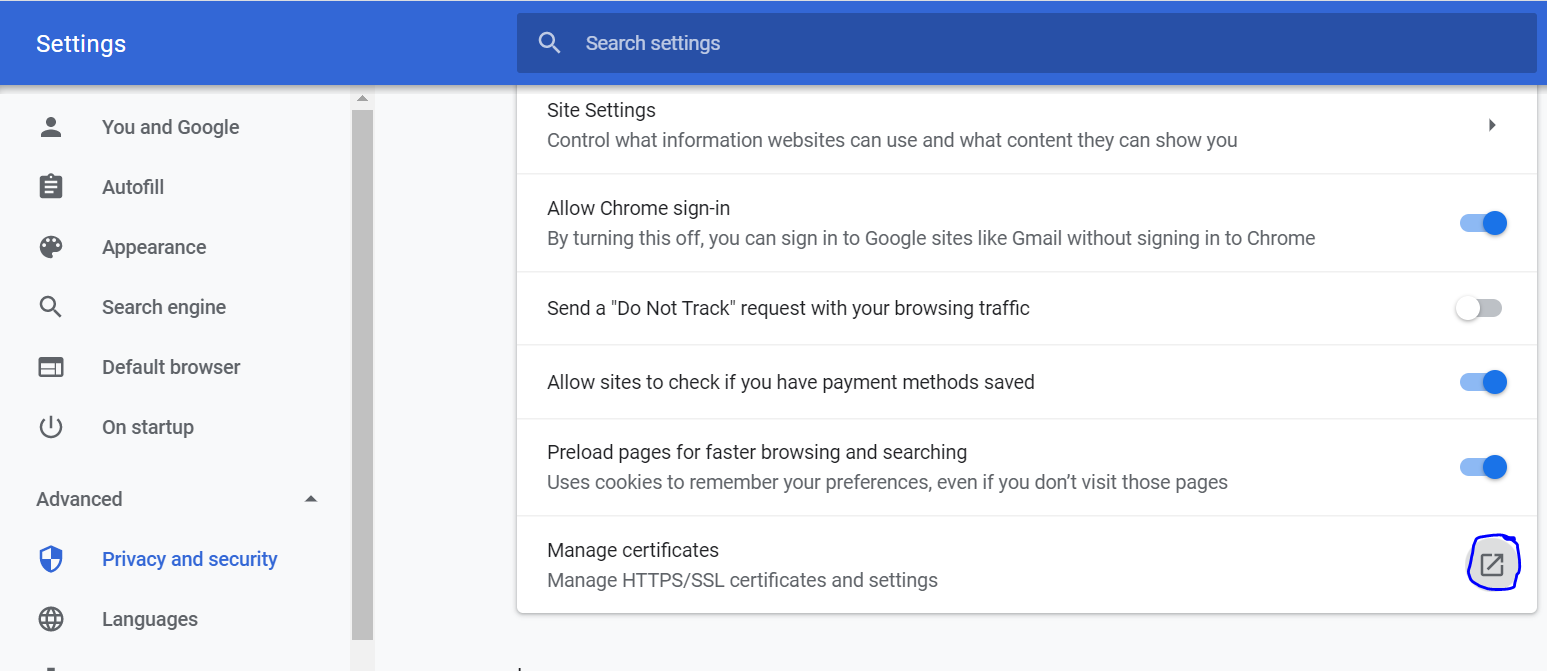 Settings
Search settings
You and Google
Autofill
Appearance
Search engine
Default browser
On startup
Advanced
Privacy and security
Languages
Site Settings
Control what information websites can use and what content they can show you
Allow Chrome sign-in
By turning this off, you can sign in to Google sites like Gmail without signing in to Chrome
Send a "Do Not Track" request with your browsing traffic
Allow sites to check if you have payment methods saved
Preload pages for faster browsing and searching
Uses cookies to remember your preferences, even if you don’t visit those pages
Manage certificates
Manage HTTPS/SSL certificates and settings